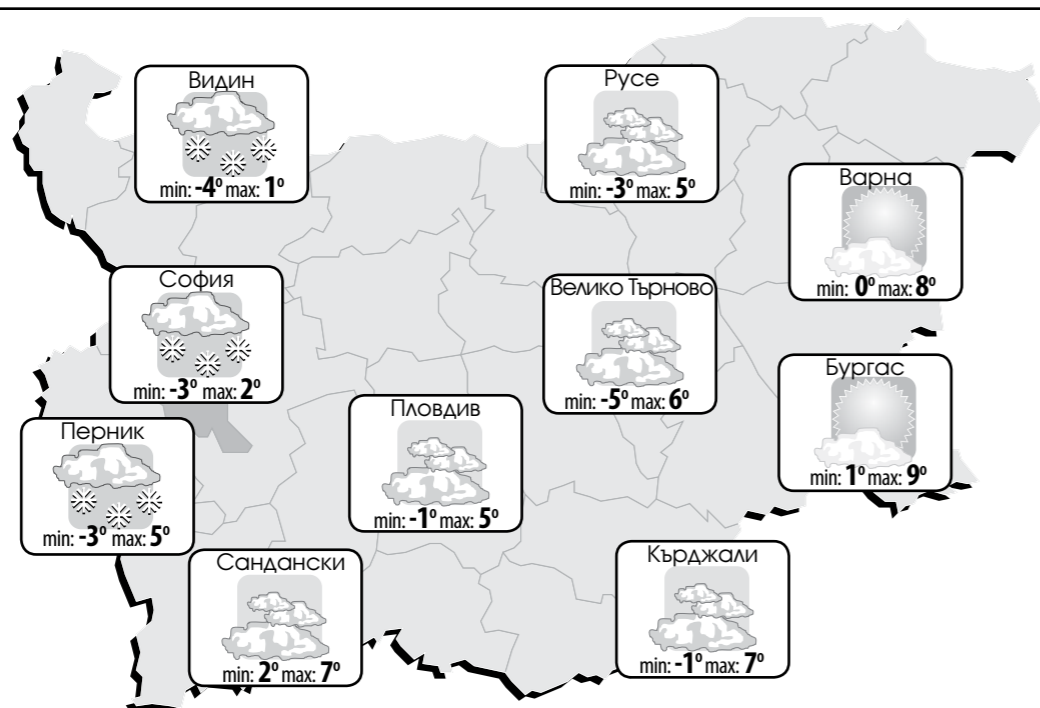 Видин
min: -4° max: 1°
Русе
min: -3° max: 5°
Варна
min: 0° max: 8°
София
min: -3° max: 2°
Велико Търново
min: -5° max: 6°
Бургас
min: 1° max: 9°
Пловдив
min: -1° max: 5°
Перник
min: -3° max: 5°
Сандански
min: 2° max: 7°
Кърджали
min: -1° max: 7°